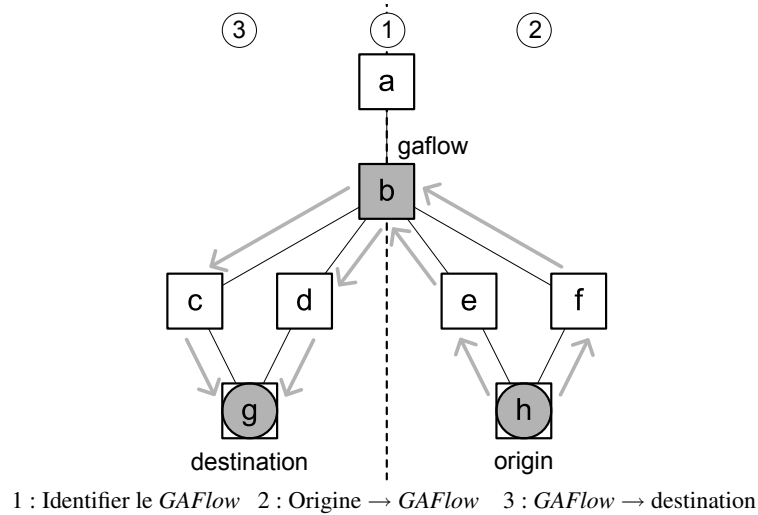 3 1 2
a
gaflow
b
c d e f
g h
destination origin
1 : Identifier le GAFlow 2 : Origine → GAFlow 3 : GAFlow → destination